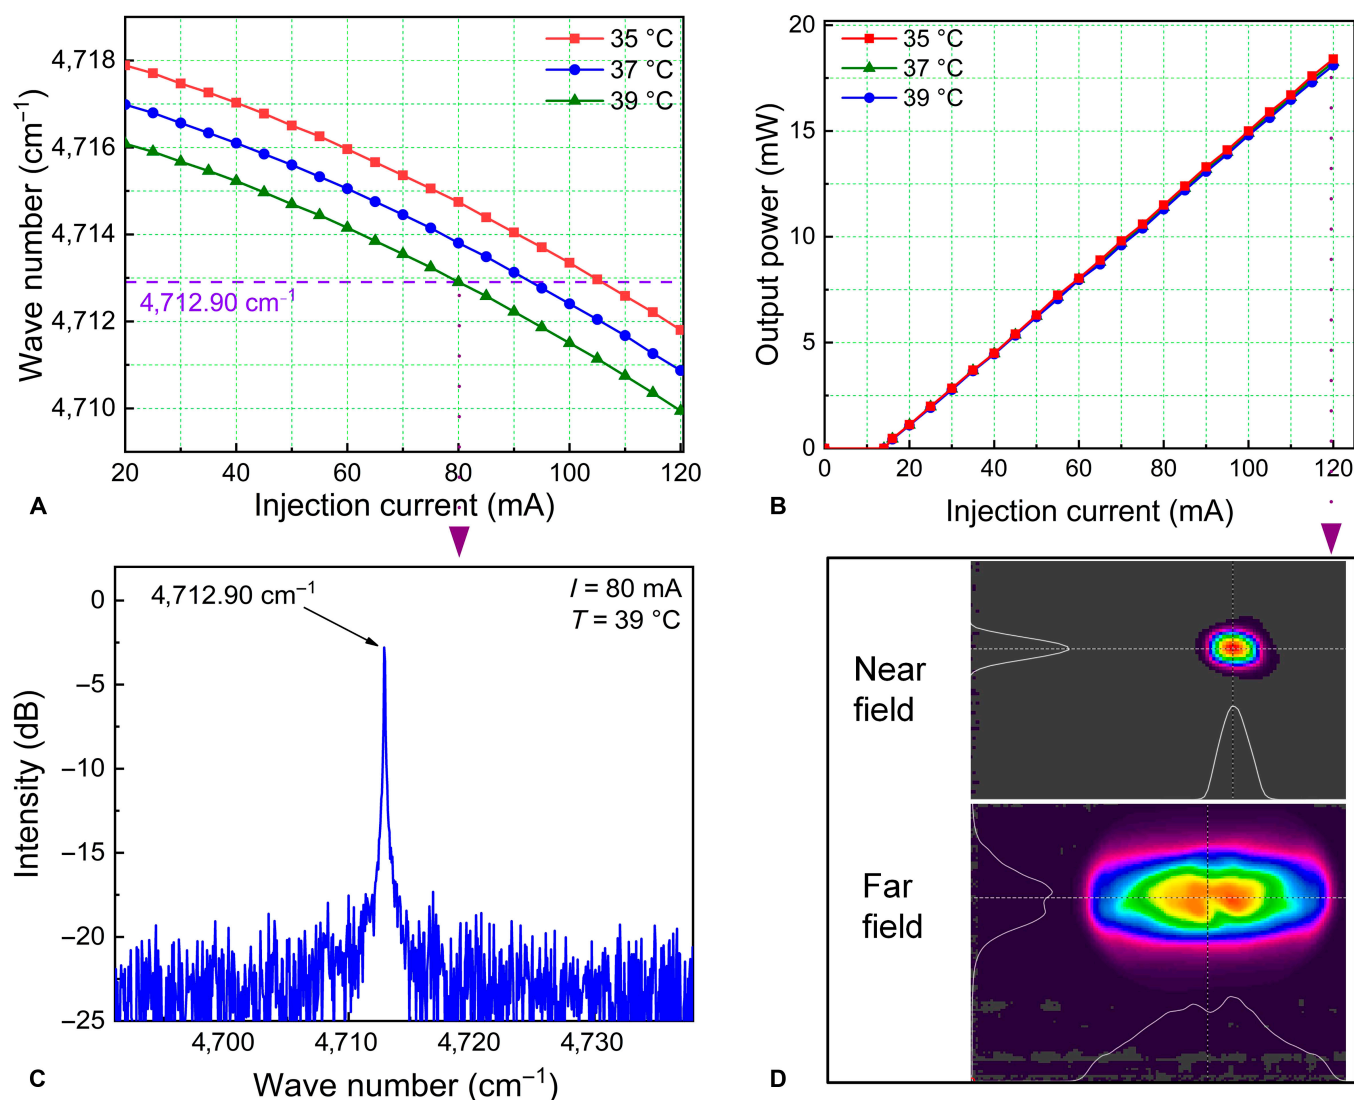 4,718
4,716
4,714
4,712
4,710
Wave number (cm⁻¹)
35 °C
37 °C
39 °C
4,712.90 cm⁻¹
20 40 60 80 100 120
Injection current (mA)
A
20
15
10
5
0
Output power (mW)
35 °C
37 °C
39 °C
0 20 40 60 80 100 120
Injection current (mA)
B
0
−5
−10
−15
−20
−25
Intensity (dB)
4,712.90 cm⁻¹
I = 80 mA
T = 39 °C
4,700 4,710 4,720 4,730
Wave number (cm⁻¹)
C
Near
field
Far
field
D